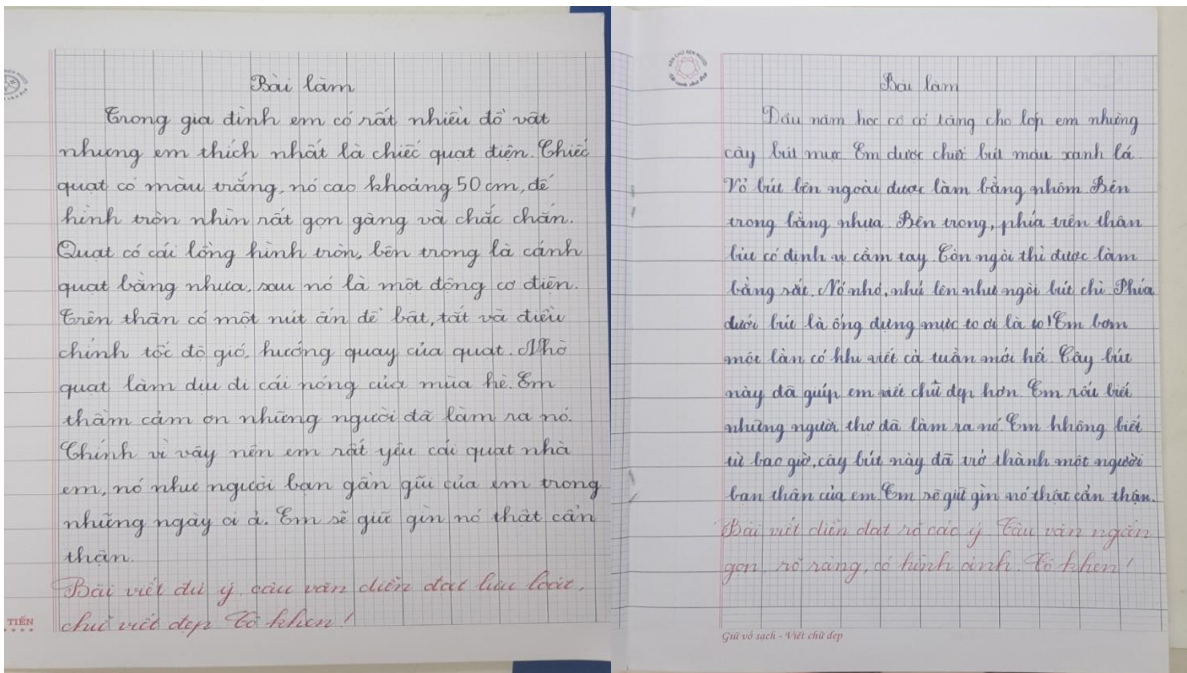 Bài làm
Trong gia đình em có rất nhiều đồ vật
nhưng em thích nhất là chiếc quạt điện. Chiếc
quạt có màu trắng, nó cao khoảng 50 cm, đế
hình tròn nhìn rất gọn gàng và chắc chắn.
Quạt có cái lồng hình tròn, bên trong là cánh
quạt bằng nhựa, sau nó là một động cơ điện.
Trên thân có một nút ấn để bật, tắt và điều
chỉnh tốc độ gió, hướng quay của quạt. Nhờ
quạt làm dịu đi cái nóng của mùa hè. Em
thầm cảm ơn những người đã làm ra nó.
Chính vì vậy nên em rất yêu cái quạt nhà
em, nó như người bạn gần gũi của em trong
những ngày oi ả. Em sẽ giữ gìn nó thật cẩn
thận.
Bài viết đủ ý, câu văn diễn đạt lưu loát,
chữ viết đẹp. Cô khen!
TIẾN
Bài làm
Đầu năm học cô có tặng cho lớp em những
cây bút mực. Em được chiếc bút màu xanh lá.
Vỏ bút bên ngoài được làm bằng nhôm. Bên
trong bằng nhựa. Bên trong, phía trên thân
bút có định vị cầm tay. Còn ngòi thì được làm
bằng sắt. Nó nhỏ, nhú lên như ngòi bút chì. Phía
dưới bút là ống đựng mực to ơi là to! Em bơm
một lần có khi viết cả tuần mới hết. Cây bút
này đã giúp em viết chữ đẹp hơn. Em rất biết
những người thợ đã làm ra nó. Em không biết
từ bao giờ, cây bút này đã trở thành một người
bạn thân của em. Em sẽ giữ gìn nó thật cẩn thận.
Bài viết diễn đạt rõ các ý. Câu văn ngắn
gọn, rõ ràng, có hình ảnh. Cô khen!
Giữ vở sạch - Viết chữ đẹp